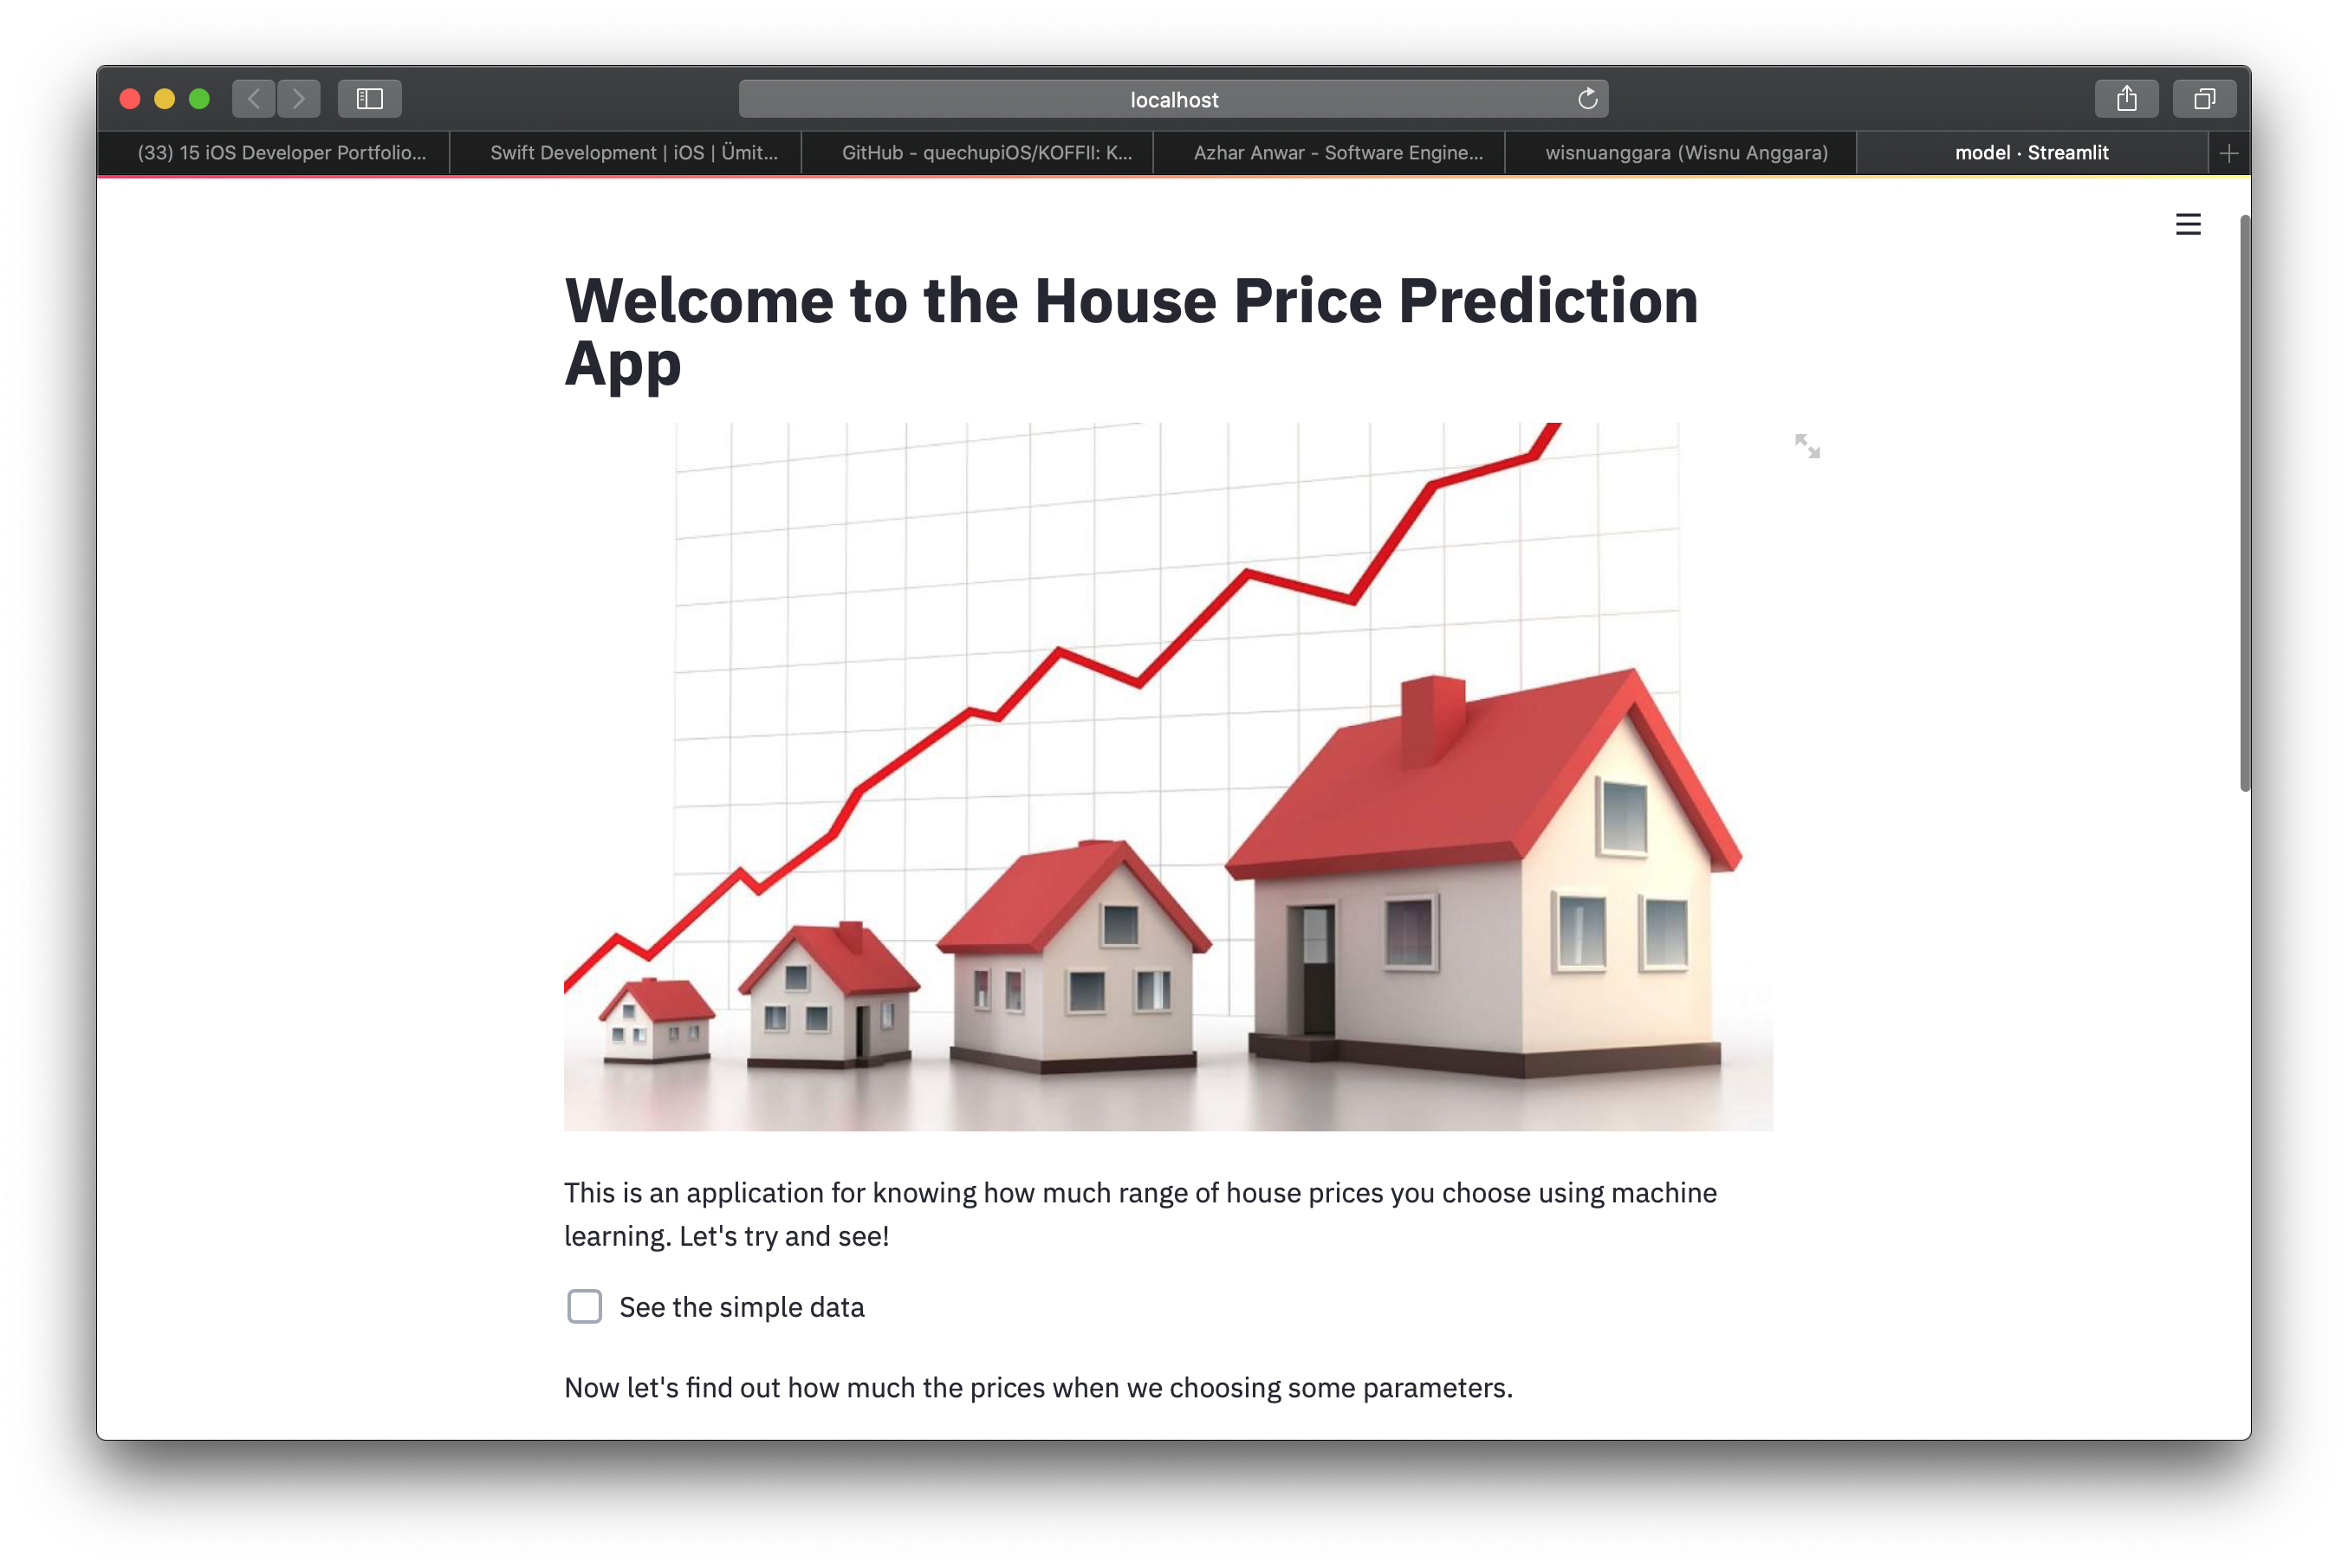 localhost
(33) 15 iOS Developer Portfolio...
Swift Development | iOS | Ümit...
GitHub - quechupiOS/KOFFII: K...
Azhar Anwar - Software Engine...
wisnuanggara (Wisnu Anggara)
model · Streamlit
Welcome to the House Price Prediction
App
This is an application for knowing how much range of house prices you choose using machine
learning. Let's try and see!
See the simple data
Now let's find out how much the prices when we choosing some parameters.